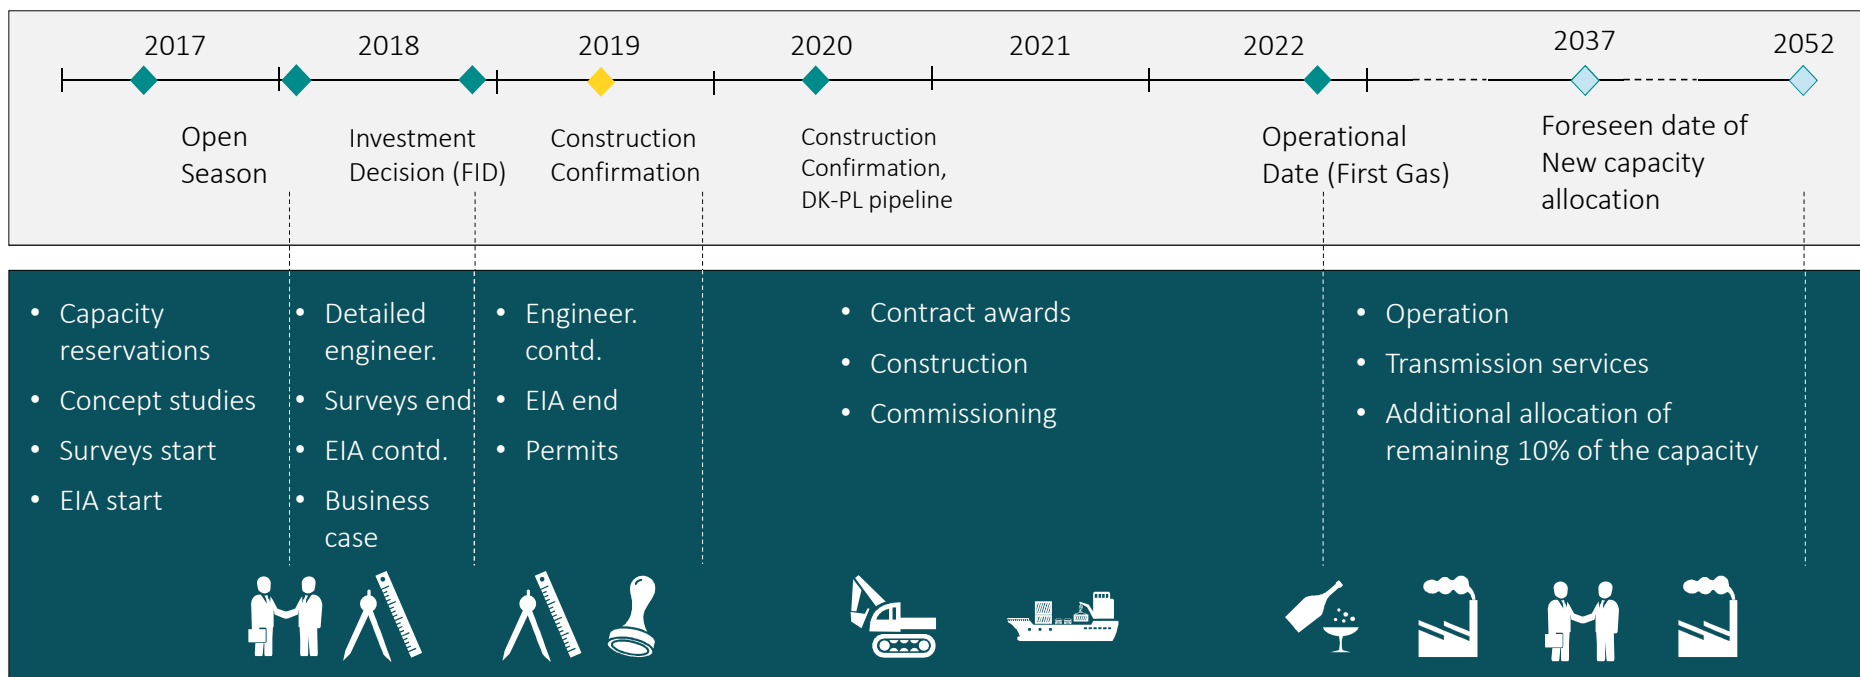 2017
2018
2019
2020
2021
2022
2037
2052
Open
Season
Investment
Decision (FID)
Construction
Confirmation
Construction
Confirmation,
DK-PL pipeline
Operational
Date (First Gas)
Foreseen date of
New capacity
allocation
• Capacity
reservations
• Concept studies
• Surveys start
• EIA start
• Detailed
engineer.
• Surveys end
• EIA contd.
• Business
case
• Engineer.
contd.
• EIA end
• Permits
• Contract awards
• Construction
• Commissioning
• Operation
• Transmission services
• Additional allocation of
remaining 10% of the capacity